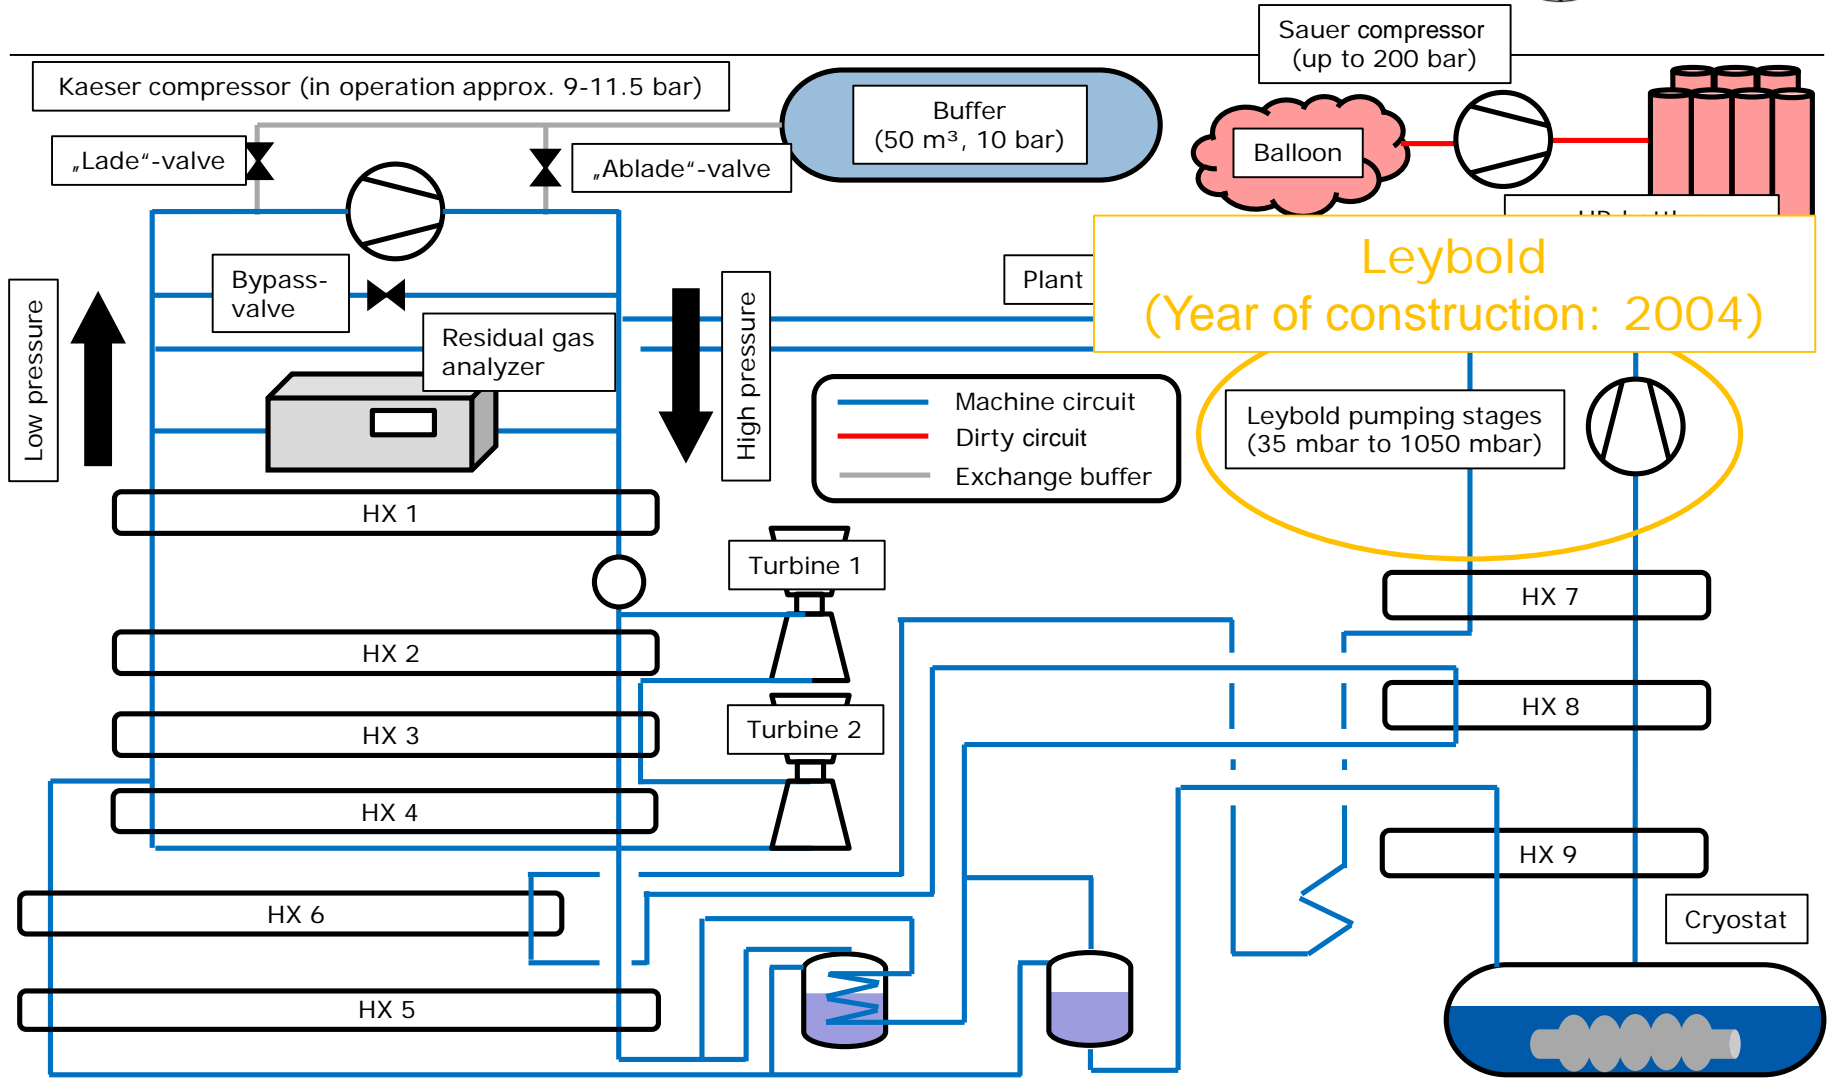 Sauer compressor
(up to 200 bar)
Kaeser compressor (in operation approx. 9-11.5 bar)
Buffer
(50 m³, 10 bar)
„Lade“-valve
„Ablade“-valve
Balloon
Leybold
(Year of construction: 2004)
Bypass-
valve
Plant
Residual gas
analyzer
Low pressure
High pressure
Machine circuit
Dirty circuit
Exchange buffer
Leybold pumping stages
(35 mbar to 1050 mbar)
HX 1
Turbine 1
HX 7
HX 2
HX 8
HX 3
Turbine 2
HX 4
HX 9
HX 6
Cryostat
HX 5